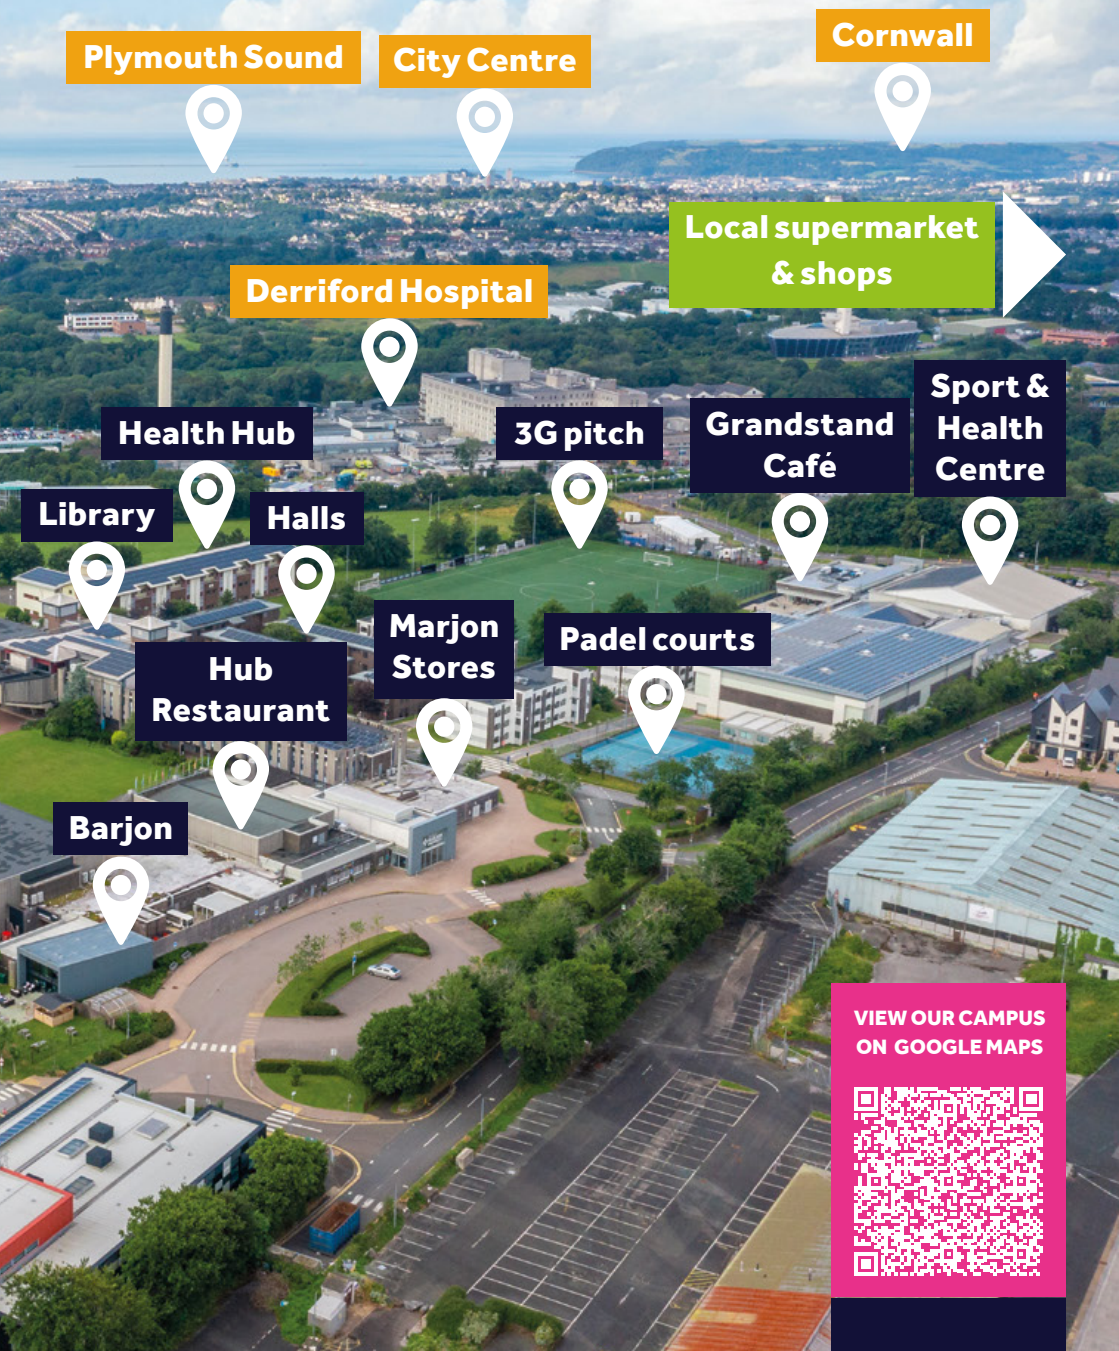 Plymouth Sound
City Centre
Cornwall
Local supermarket
& shops
Derriford Hospital
Health Hub
3G pitch
Grandstand
Café
Sport &
Health
Centre
Library
Halls
Marjon
Stores
Padel courts
Hub
Restaurant
Barjon
VIEW OUR CAMPUS
ON GOOGLE MAPS